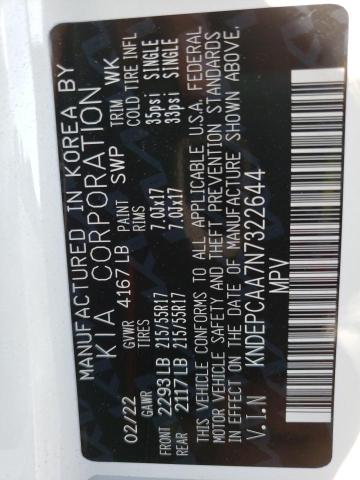 MANUFACTURED IN KOREA BY
KIA CORPORATION
02/22 GVWR 4167 LB PAINT SWP TRIM WK
GAWR TIRES RIMS COLD TIRE INFL
FRONT 2293 LB 215/55R17 7.0JX17 35psi SINGLE
REAR 2117 LB 215/55R17 7.0JX17 33psi SINGLE
THIS VEHICLE CONFORMS TO ALL APPLICABLE U.S.A. FEDERAL
MOTOR VEHICLE SAFETY AND THEFT PREVENTION STANDARDS
IN EFFECT ON THE DATE OF MANUFACTURE SHOWN ABOVE.
V.I.N KNDEPCAA7N7322644
MPV